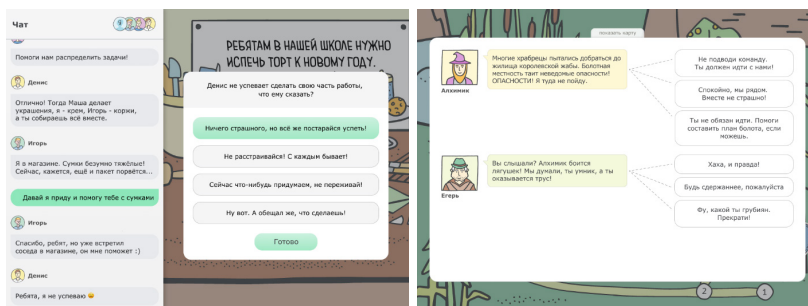 Чат
Помоги нам распределить задачи!
Денис
Отлично! Тогда Маша делает
украшения, я - крем, Игорь - коржи,
а ты собираешь всё вместе.
Игорь
Я в магазине. Сумки безумно тяжёлые!
Сейчас, кажется, ещё и пакет порвётся...
Давай я приду и помогу тебе с сумками
Игорь
Спасибо, ребят, но уже встретил
соседа в магазине, он мне поможет :)
Денис
Ребята, я не успеваю
РЕБЯТАМ В НАШЕЙ ШКОЛЕ НУЖНО
ИСПЕЧЬ ТОРТ К НОВОМУ ГОДУ.
Денис не успевает сделать свою часть работы,
что ему сказать?
Ничего страшного, но всё же постарайся успеть!
Не расстраивайся! С каждым бывает!
Сейчас что-нибудь придумаем, не переживай!
Ну вот. А обещал же, что сделаешь!
Готово
показать карту
Алхимик
Многие храбрецы пытались добраться до
жилища королевской жабы. Болотная
местность таит неведомые опасности!
ОПАСНОСТИ! Я туда не пойду.
Не подводи команду.
Ты должен идти с нами!
Спокойно, мы рядом.
Вместе не страшно!
Ты не обязан идти. Помоги
составить план болота, если
можешь.
Егерь
Вы слышали? Алхимик боится
лягушек! Мы думали, ты умник, а ты
оказывается трус!
Хаха, и правда!
Будь сдержаннее, пожалуйста
Фу, какой ты грубиян.
Прекрати!
2
1